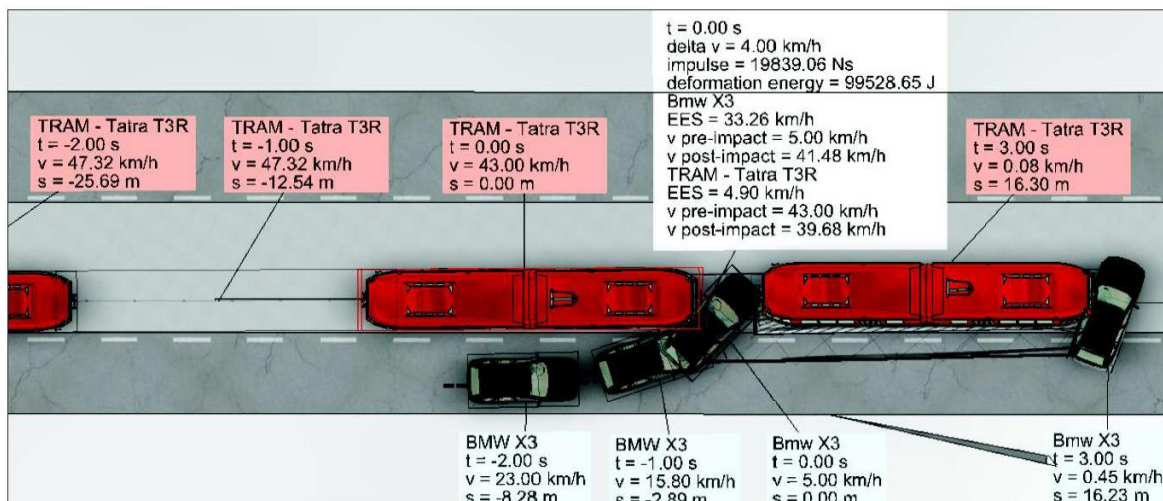 t = 0.00 s
delta v = 4.00 km/h
impulse = 19839.06 Ns
deformation energy = 99528.65 J
Bmw X3
EES = 33.26 km/h
v pre-impact = 5.00 km/h
v post-impact = 41.48 km/h
TRAM - Tatra T3R
EES = 4.90 km/h
v pre-impact = 43.00 km/h
v post-impact = 39.68 km/h
TRAM - Tatra T3R
t = -2.00 s
v = 47.32 km/h
s = -25.69 m
TRAM - Tatra T3R
t = -1.00 s
v = 47.32 km/h
s = -12.54 m
TRAM - Tatra T3R
t = 0.00 s
v = 43.00 km/h
s = 0.00 m
TRAM - Tatra T3R
t = 3.00 s
v = 0.08 km/h
s = 16.30 m
BMW X3
t = -2.00 s
v = 23.00 km/h
s = -8.28 m
BMW X3
t = -1.00 s
v = 15.80 km/h
s = -2.89 m
Bmw X3
t = 0.00 s
v = 5.00 km/h
s = 0.00 m
Bmw X3
t = 3.00 s
v = 0.45 km/h
s = 16.23 m